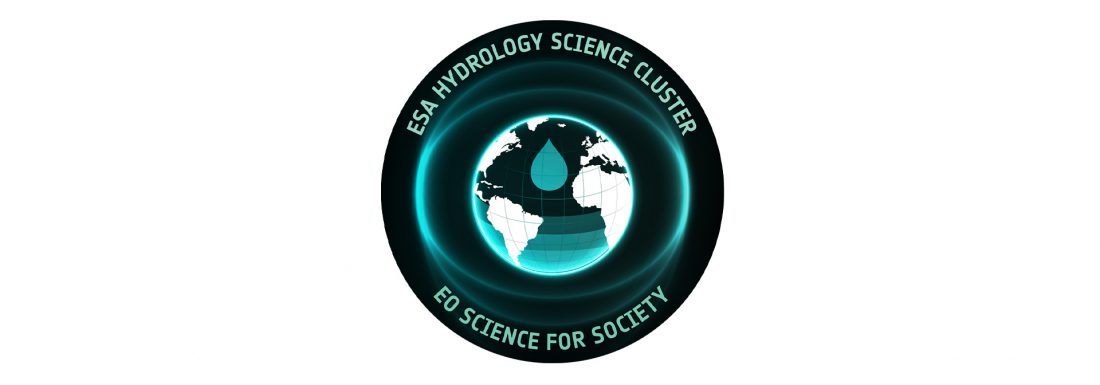 ESA HYDROLOGY SCIENCE CLUSTER
EO SCIENCE FOR SOCIETY